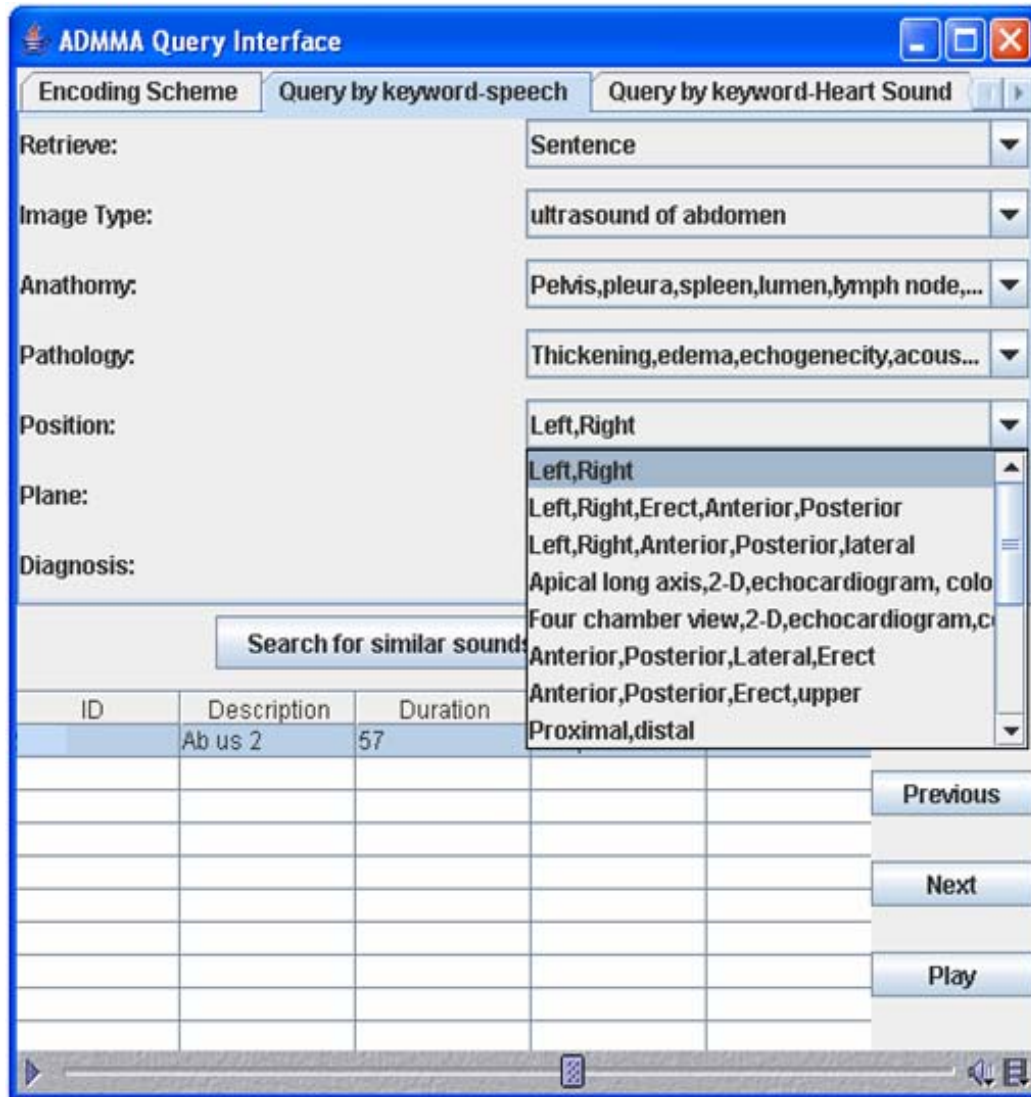 ADMMA Query Interface
Encoding Scheme Query by keyword-speech Query by keyword-Heart Sound
Retrieve: Sentence
Image Type: ultrasound of abdomen
Anathomy: Pelvis,pleura,spleen,lumen,lymph node,...
Pathology: Thickening,edema,echogenecity,acous...
Position: Left,Right
Left,Right
Plane: Left,Right,Erect,Anterior,Posterior
Left,Right,Anterior,Posterior,lateral
Diagnosis: Apical long axis,2-D,echocardiogram, colo
Four chamber view,2-D,echocardiogram,c
Search for similar sounds Anterior,Posterior,Lateral,Erect
Anterior,Posterior,Erect,upper
ID Description Duration Proximal,distal
Ab us 2 57
Previous
Next
Play